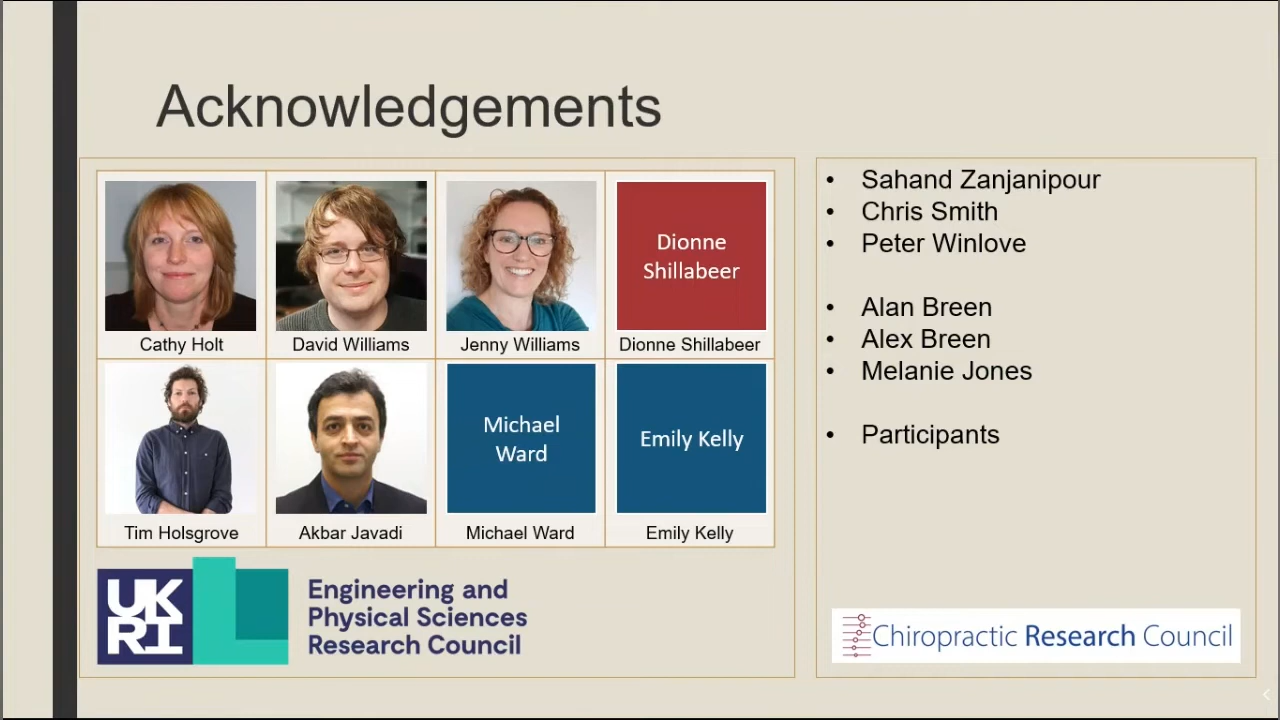 Acknowledgements
Dionne
Shillabeer
Cathy Holt
David Williams
Jenny Williams
Dionne Shillabeer
Michael
Ward
Emily Kelly
Tim Holsgrove
Akbar Javadi
Michael Ward
Emily Kelly
UK
RI
Engineering and
Physical Sciences
Research Council
• Sahand Zanjanipour
• Chris Smith
• Peter Winlove
• Alan Breen
• Alex Breen
• Melanie Jones
• Participants
Chiropractic Research Council